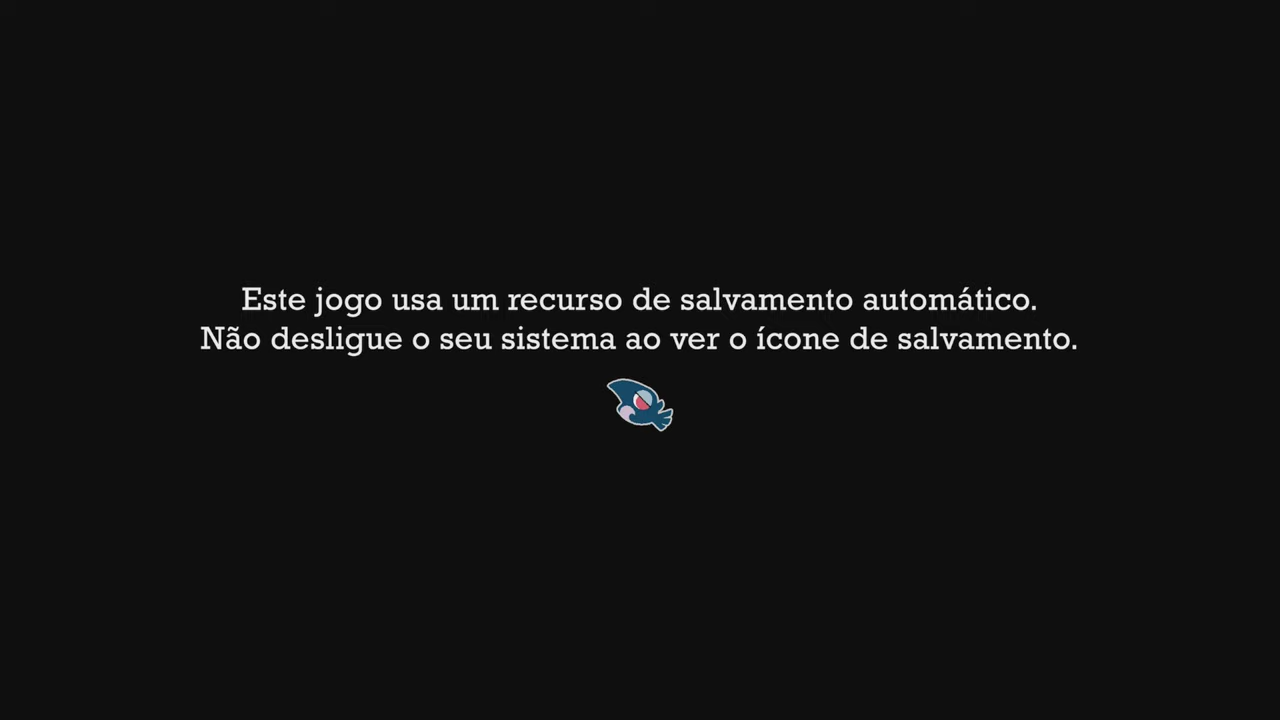 Este jogo usa um recurso de salvamento automático.
Não desligue o seu sistema ao ver o ícone de salvamento.